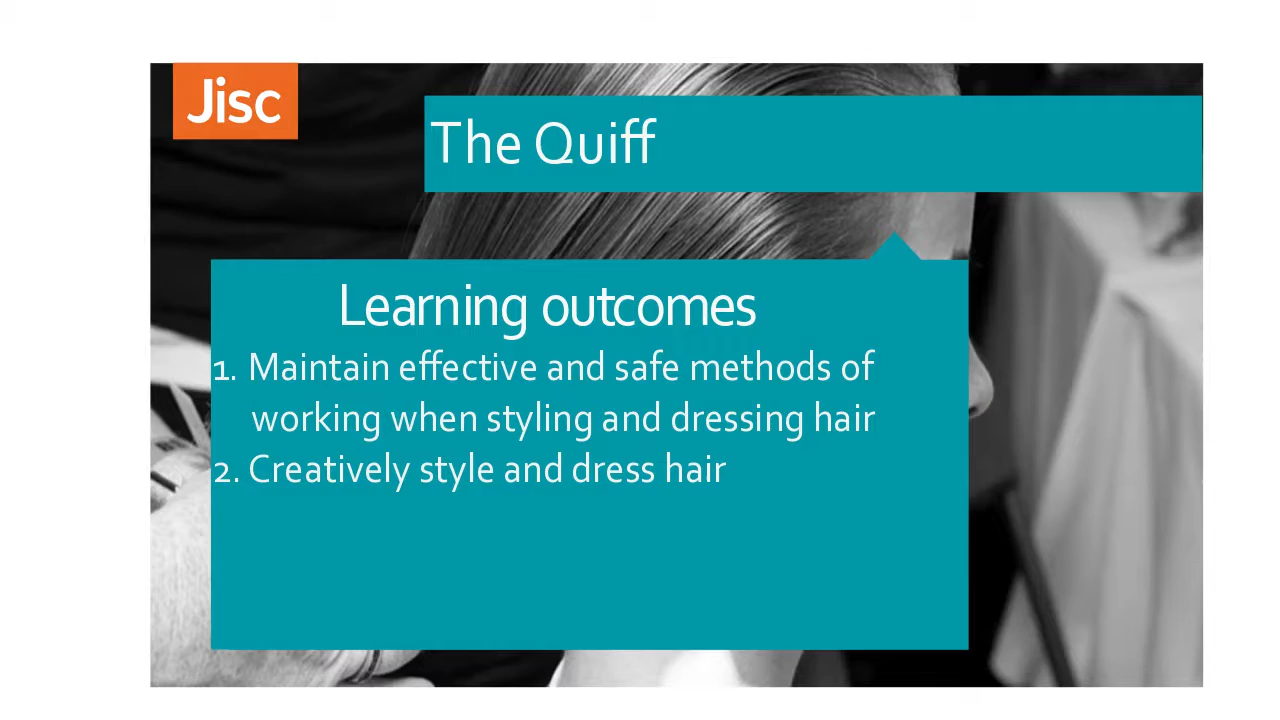 Jisc
The Quiff
Learning outcomes
1. Maintain effective and safe methods of
working when styling and dressing hair
2. Creatively style and dress hair